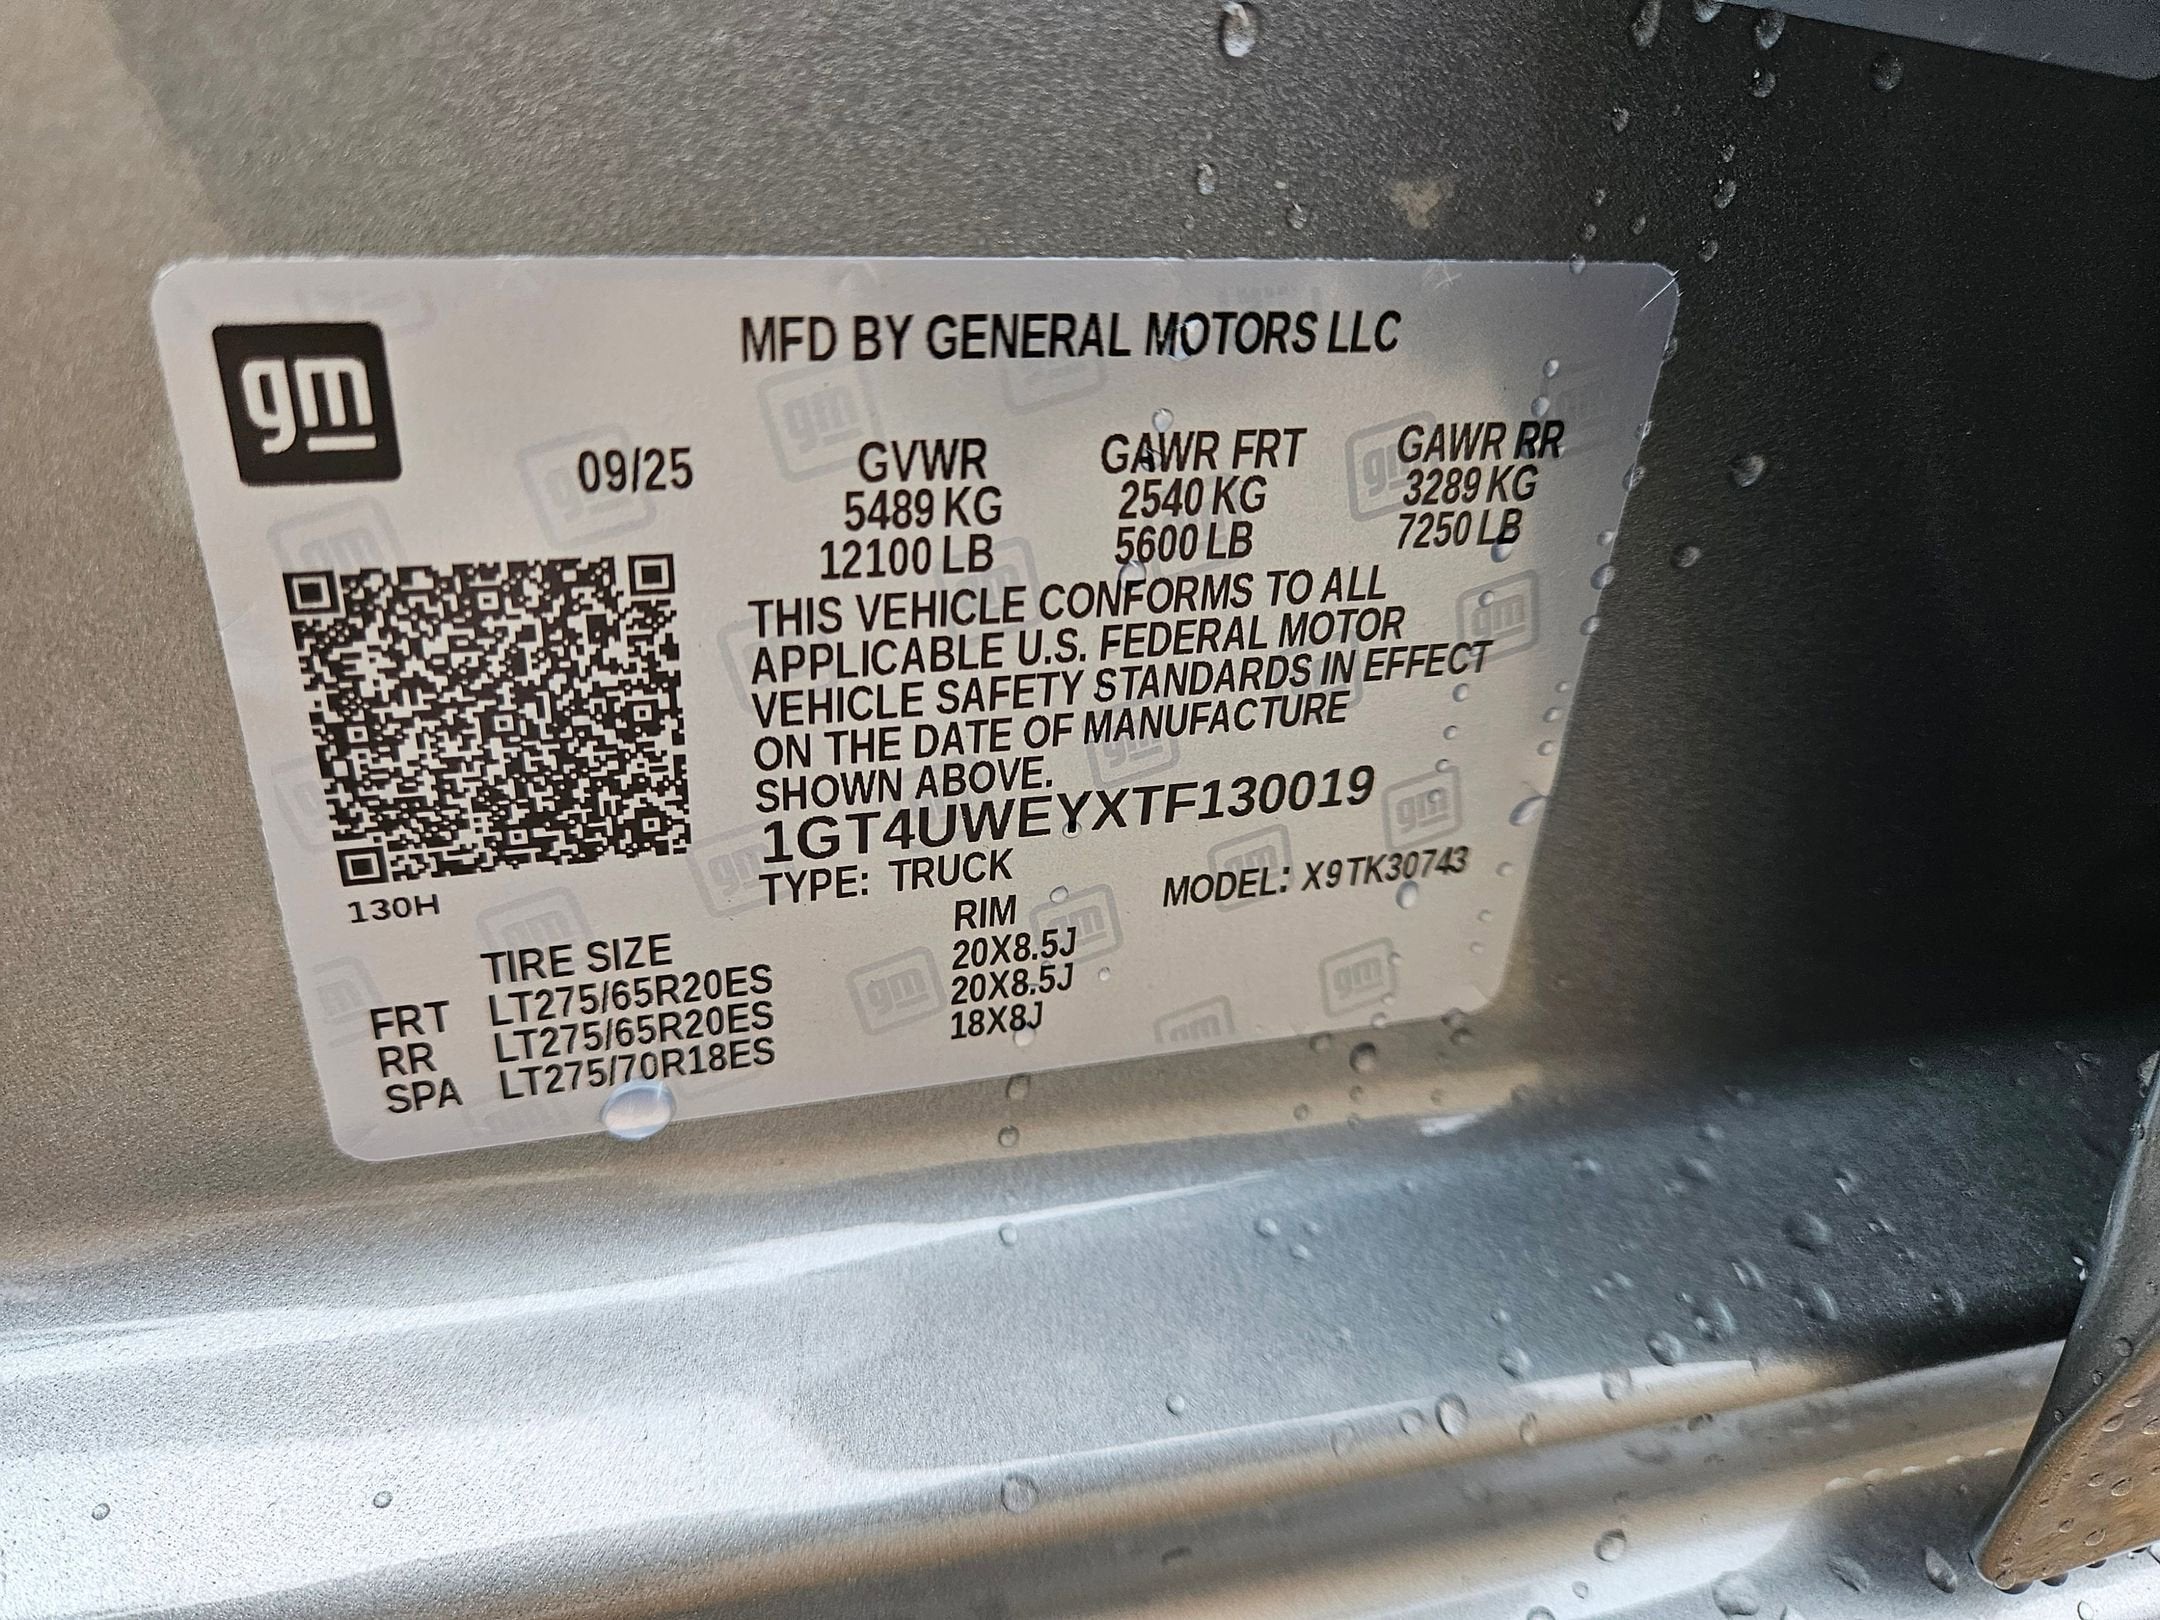 gm
MFD BY GENERAL MOTORS LLC
09/25
GVWR GAWR FRT GAWR RR
5489 KG 2540 KG 3289 KG
12100 LB 5600 LB 7250 LB
THIS VEHICLE CONFORMS TO ALL
APPLICABLE U.S. FEDERAL MOTOR
VEHICLE SAFETY STANDARDS IN EFFECT
ON THE DATE OF MANUFACTURE
SHOWN ABOVE.
1GT4UWEYXTF130019
TYPE: TRUCK MODEL: X9TK30743
130H
TIRE SIZE RIM
FRT LT275/65R20ES 20X8.5J
RR LT275/65R20ES 20X8.5J
SPA LT275/70R18ES 18X8J